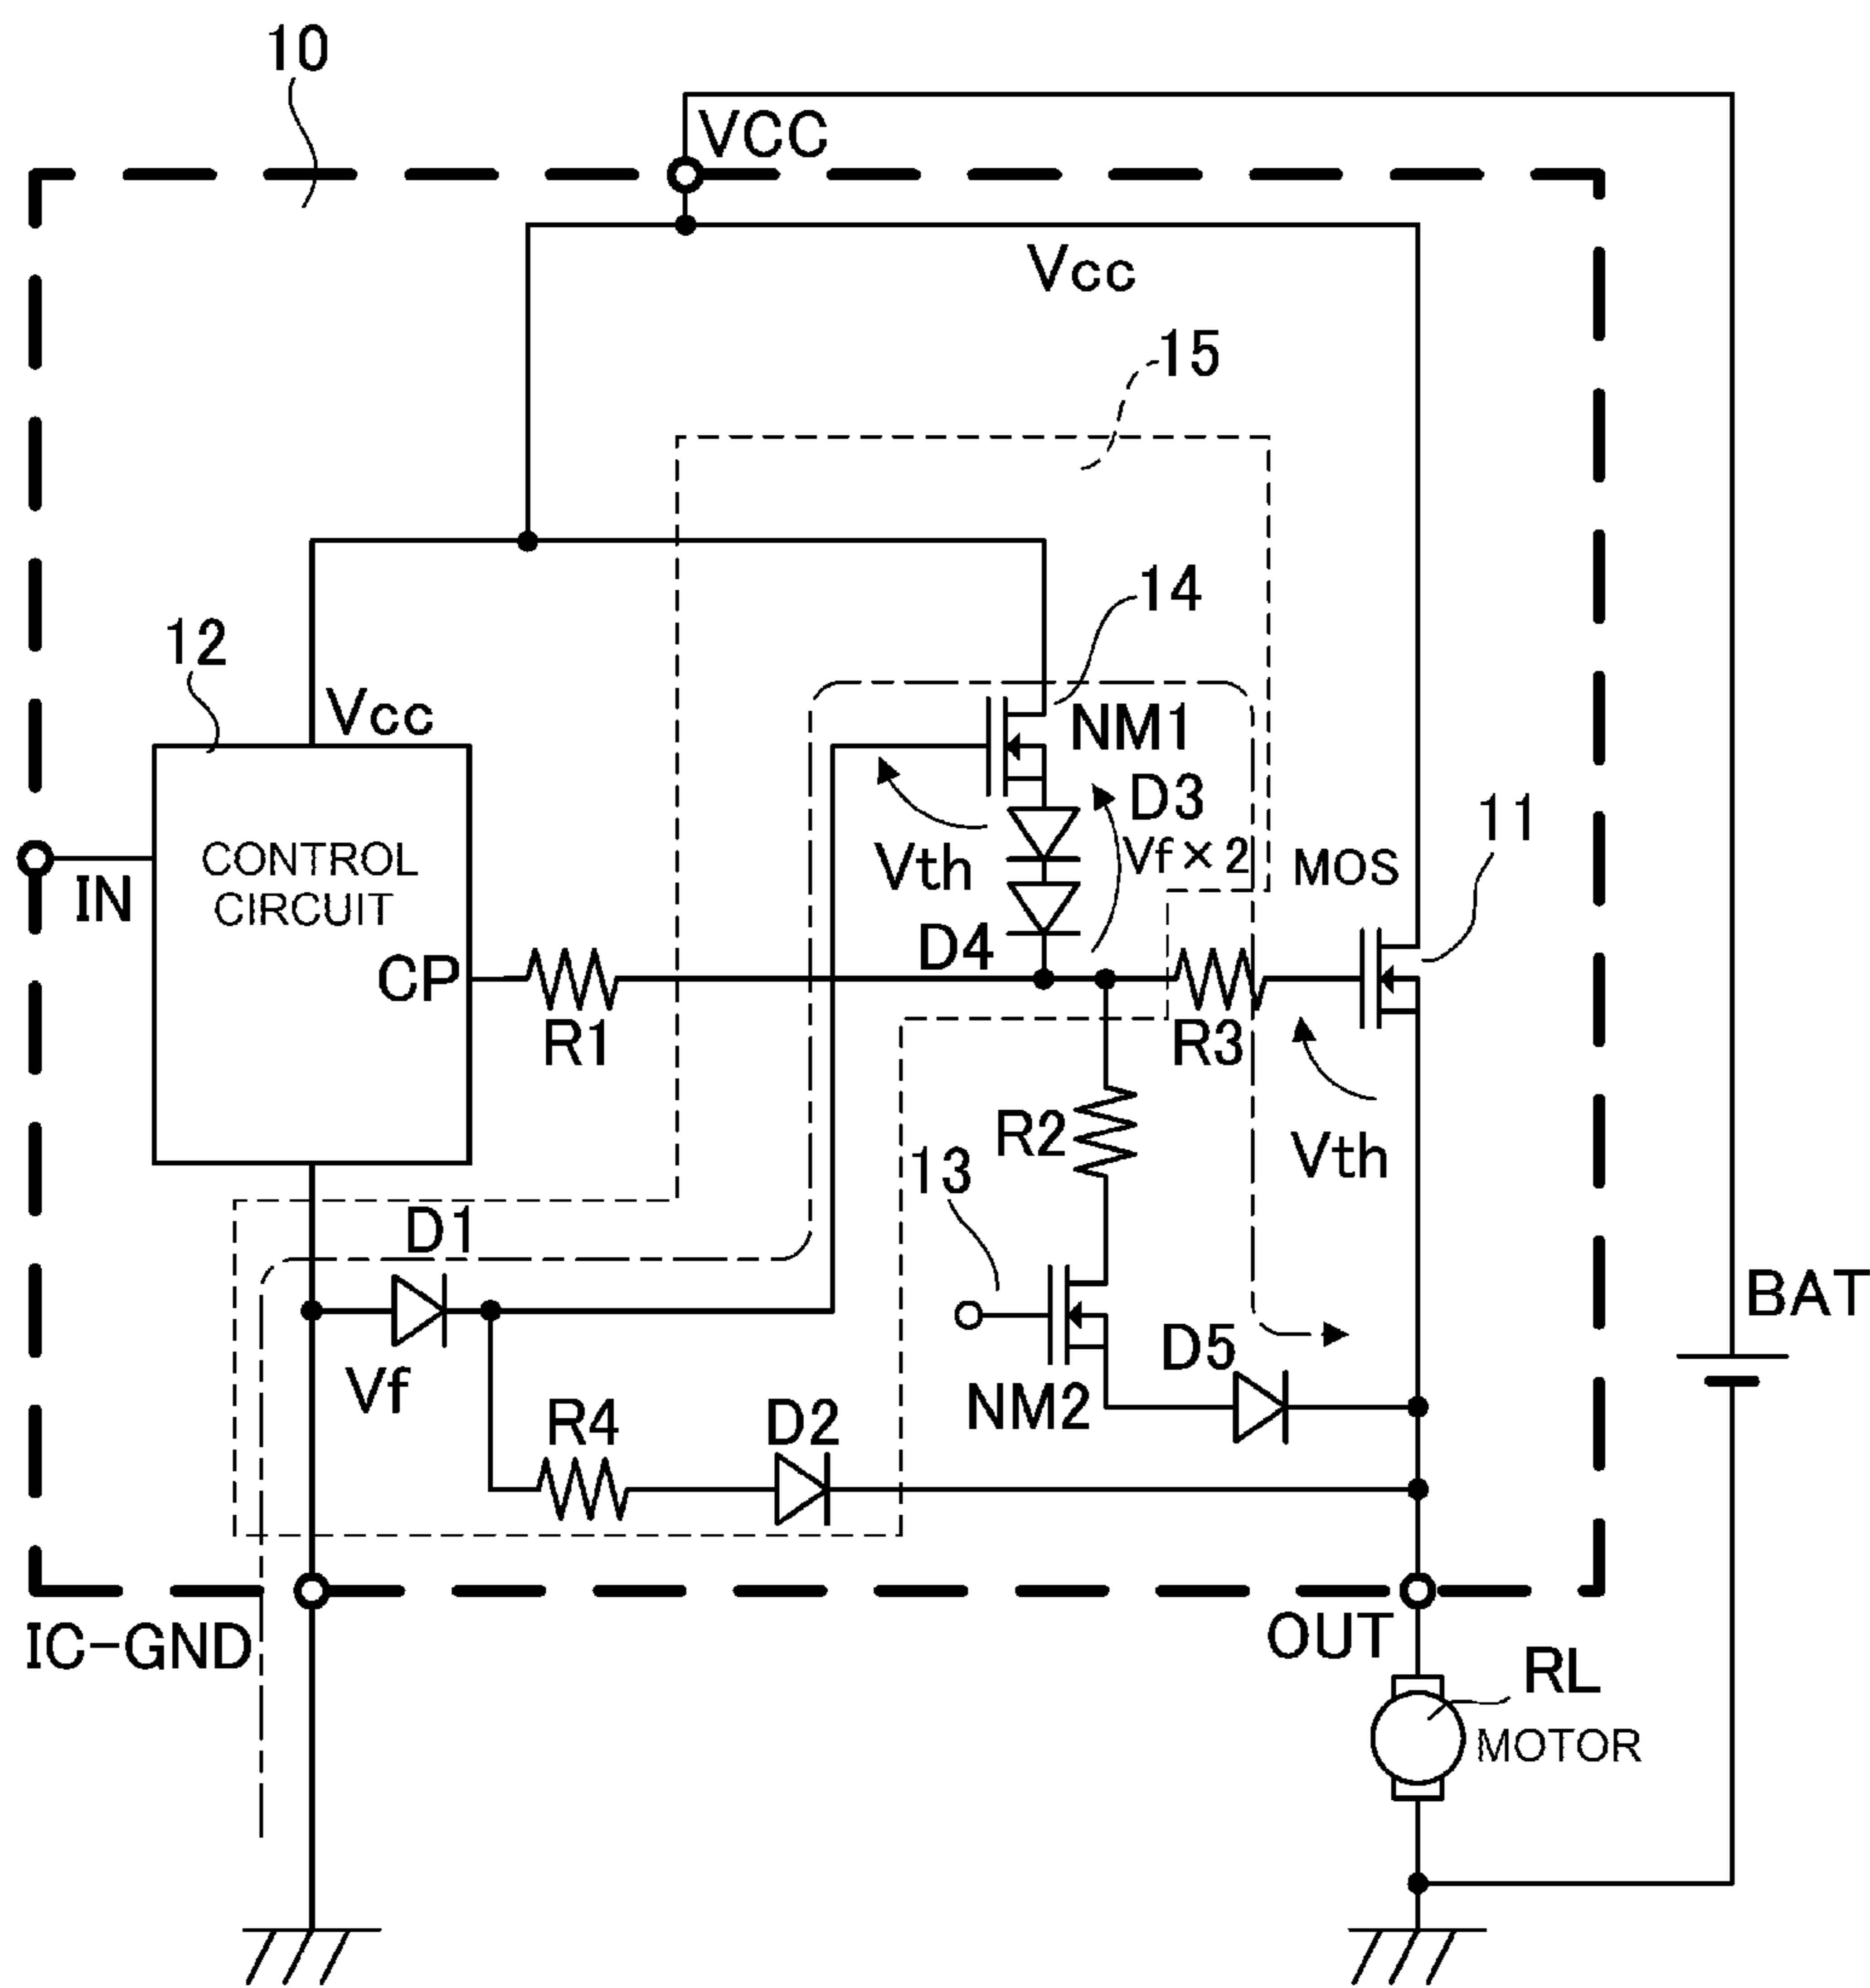 10
VCC
Vcc
15
14
12
Vcc
NM1
D3
Vth
Vf×2
11
MOS
CONTROL
CIRCUIT
IN
D4
CP
R1
R3
R2
Vth
13
D1
BAT
Vf
D5
NM2
R4
D2
IC-GND
OUT
RL
MOTOR